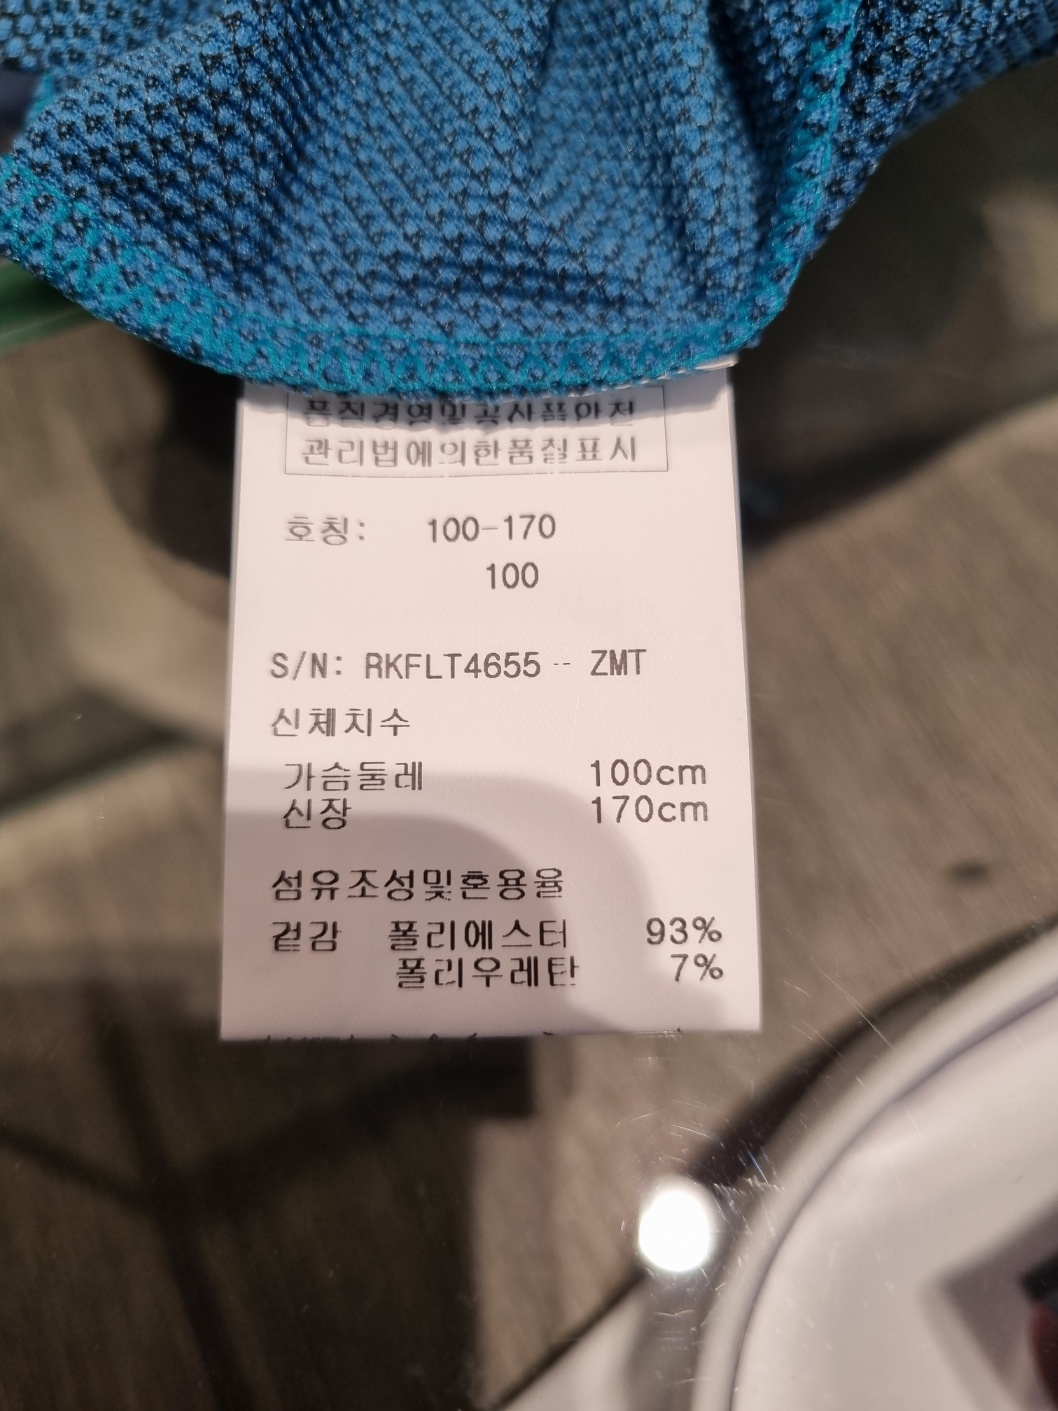 품질경영및공산품안전
관리법에의한품질표시
호칭: 100-170
100
S/N: RKFLT4655 -- ZMT
신체치수
가슴둘레 100cm
신장 170cm
섬유조성및혼용율
겉감 폴리에스터 93%
폴리우레탄 7%